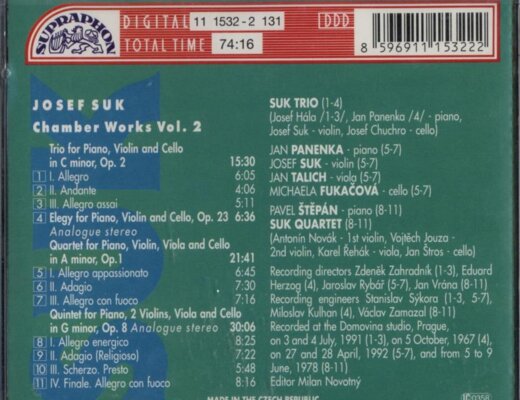 SUPRAPHON
DIGITAL 11 1532-2 131 DDD
TOTAL TIME 74:16
8 596911 153222
JOSEF SUK
Chamber Works Vol. 2
Trio for Piano, Violin and Cello
in C minor, Op. 2 15:30
1 I. Allegro 6:05
2 II. Andante 4:06
3 III. Allegro assai 5:11
4 Elegy for Piano, Violin and Cello, Op. 23 6:36
Analogue stereo
Quartet for Piano, Violin, Viola and Cello
in A minor, Op.1 21:41
5 I. Allegro appassionato 7:45
6 II. Adagio 6:30
7 III. Allegro con fuoco 7:16
Quintet for Piano, 2 Violins, Viola and Cello
in G minor, Op. 8 Analogue stereo 30:06
8 I. Allegro energico 8:25
9 II. Adagio (Religioso) 7:22
10 III. Scherzo. Presto 5:50
11 IV. Finale. Allegro con fuoco 8:16
SUK TRIO (1-4)
(Josef Hála /1-3/, Jan Panenka /4/ - piano,
Josef Suk - violin, Josef Chuchro - cello)
JAN PANENKA - piano (5-7)
JOSEF SUK - violin (5-7)
JAN TALICH - viola (5-7)
MICHAELA FUKAČOVÁ - cello (5-7)
PAVEL ŠTĚPÁN - piano (8-11)
SUK QUARTET (8-11)
(Antonín Novák - 1st violin, Vojtěch Jouza -
2nd violin, Karel Řehák - viola, Jan Štros - cello)
Recording directors Zdeněk Zahradník (1-3), Eduard
Herzog (4), Jaroslav Rybář (5-7), Jan Vrána (8-11)
Recording engineers Stanislav Sýkora (1-3, 5-7),
Miloslav Kulhan (4), Václav Zamazal (8-11)
Recorded at the Domovina studio, Prague,
on 3 and 4 July, 1991 (1-3), on 5 October, 1967 (4),
on 27 and 28 April, 1992 (5-7), and from 5 to 9
June, 1978 (8-11)
Editor Milan Novotný
MADE IN THE CZECH REPUBLIC
LC 0358
SUK